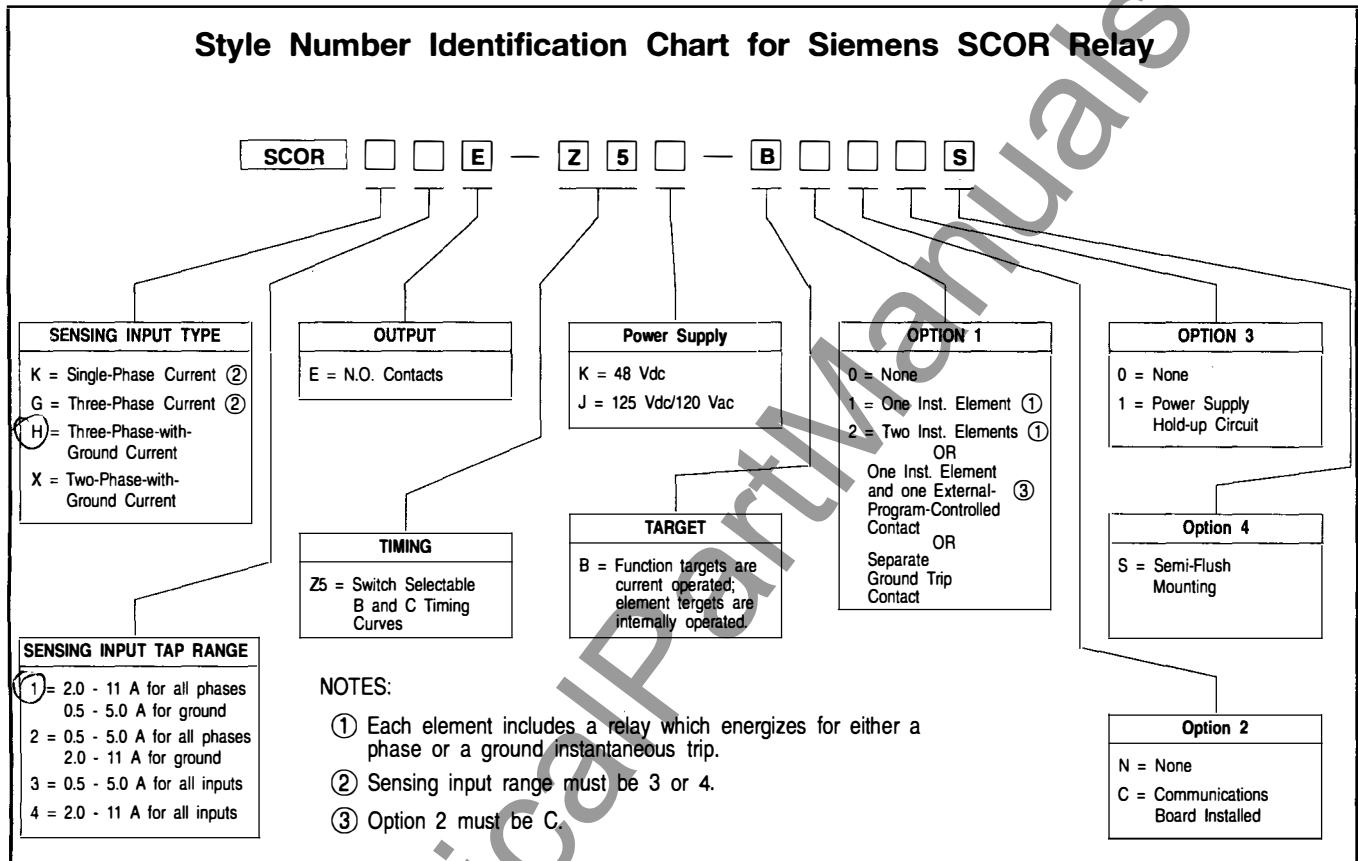 Style Number Identification Chart for Siemens SCOR Relay
SCOR E — Z 5 — B S
SENSING INPUT TYPE
K = Single-Phase Current ②
G = Three-Phase Current ②
H = Three-Phase-with-
Ground Current
X = Two-Phase-with-
Ground Current
OUTPUT
E = N.O. Contacts
Power Supply
K = 48 Vdc
J = 125 Vdc/120 Vac
OPTION 1
0 = None
1 = One Inst. Element ①
2 = Two Inst. Elements ①
OR
One Inst. Element
and one External- ③
Program-Controlled
Contact
OR
Separate
Ground Trip
Contact
OPTION 3
0 = None
1 = Power Supply
Hold-up Circuit
TIMING
Z5 = Switch Selectable
B and C Timing
Curves
TARGET
B = Function targets are
current operated;
element tergets are
internally operated.
Option 4
S = Semi-Flush
Mounting
SENSING INPUT TAP RANGE
1 = 2.0 - 11 A for all phases
0.5 - 5.0 A for ground
2 = 0.5 - 5.0 A for all phases
2.0 - 11 A for ground
3 = 0.5 - 5.0 A for all inputs
4 = 2.0 - 11 A for all inputs
NOTES:
① Each element includes a relay which energizes for either a
phase or a ground instantaneous trip.
② Sensing input range must be 3 or 4.
③ Option 2 must be C.
Option 2
N = None
C = Communications
Board Installed
icalPartManuals